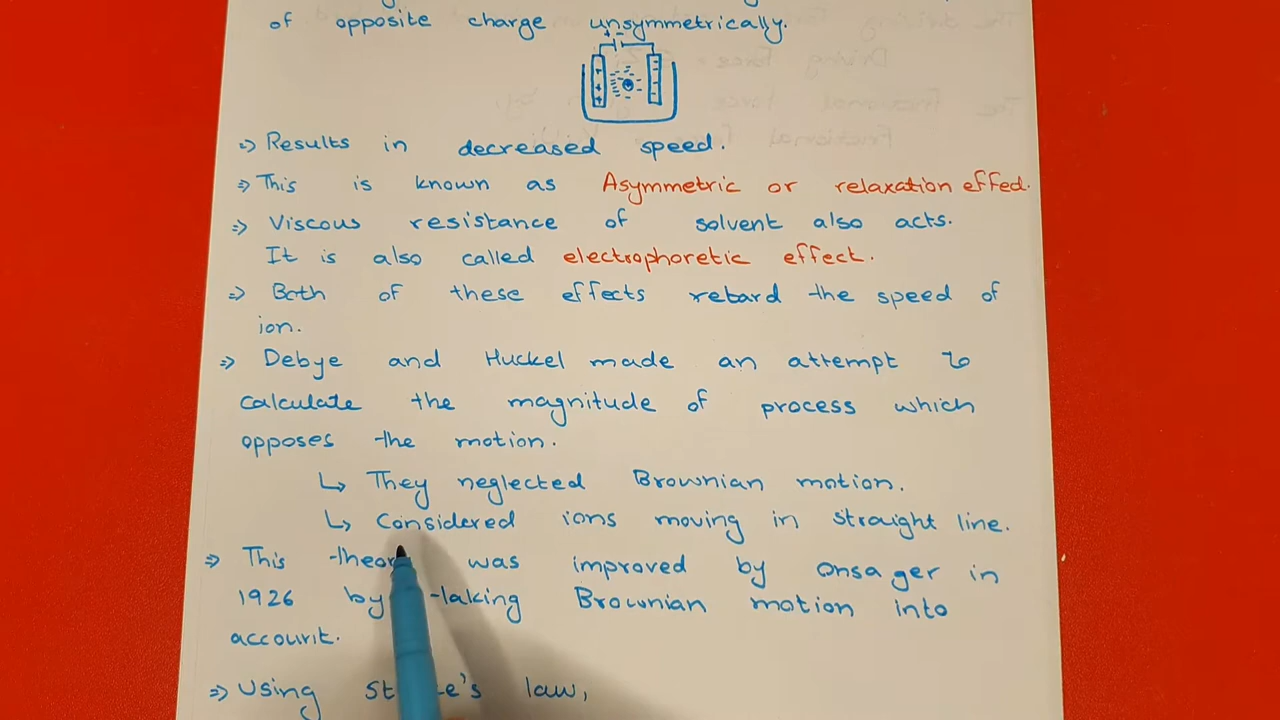 of opposite charge unsymmetrically.
+ -
⇒ Results in decreased speed.
⇒ This is known as Asymmetric or relaxation effed.
⇒ Viscous resistance of solvent also acts.
It is also called electrophoretic effect.
⇒ Both of these effects retard the speed of
ion.
⇒ Debye and Huckel made an attempt to
calculate the magnitude of process which
opposes the motion.
↳ They neglected Brownian motion.
↳ Considered ions moving in straight line.
⇒ This was improved by onsager in
1926 by taking Brownian motion into
account.
⇒ Using law,